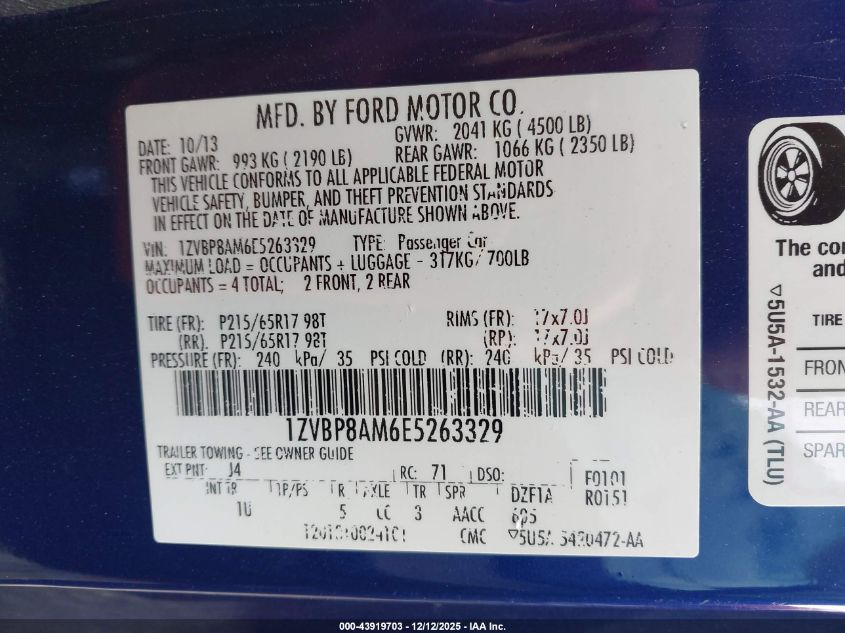 MFD. BY FORD MOTOR CO.
DATE: 10/13 GVWR: 2041 KG ( 4500 LB)
FRONT GAWR: 993 KG ( 2190 LB) REAR GAWR: 1066 KG ( 2350 LB)
THIS VEHICLE CONFORMS TO ALL APPLICABLE FEDERAL MOTOR
VEHICLE SAFETY, BUMPER, AND THEFT PREVENTION STANDARDS
IN EFFECT ON THE DATE OF MANUFACTURE SHOWN ABOVE.
VIN: 1ZVBP8AM6E5263329 TYPE: Passenger Car
MAXIMUM LOAD = OCCUPANTS + LUGGAGE - 317KG/ 700LB
OCCUPANTS = 4 TOTAL; 2 FRONT, 2 REAR
TIRE (FR): P215/65R17 98T RIMS (FR): 17x7.0J
(RR): P215/65R17 98T (RR): 17x7.0J
PRESSURE (FR): 240 kPa/ 35 PSI COLD (RR): 240 kPa/ 35 PSI COLD
1ZVBP8AM6E5263329
TRAILER TOWING - SEE OWNER GUIDE
EXT PNT: J4 RC: 71 DSO: F0101
INT TR TP/PS R AXLE TR SPR DZF1A R0151
1U 5 CC 3 AACC
CMC
The
and
TIRE
FRON
REAR
SPAR
▽5U5A-1532-AA (TLU)
000-43919703 - 12/12/2025 - IAA Inc.